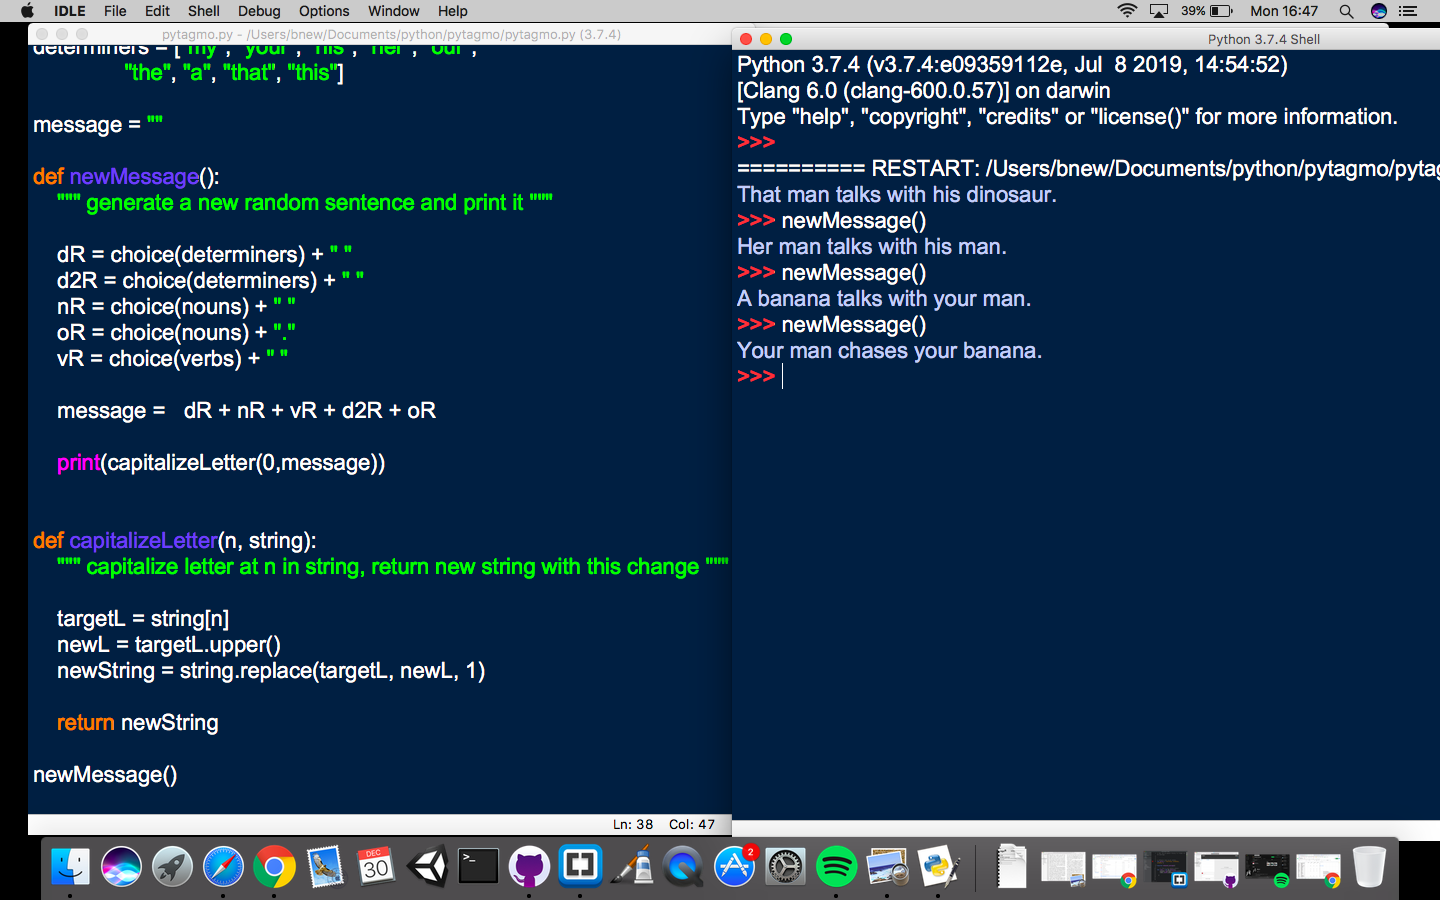 IDLE File Edit Shell Debug Options Window Help 39% Mon 16:47
pytagmo.py - /Users/bnew/Documents/python/pytagmo/pytagmo.py (3.7.4)
determiners = ["my", "your", "his", "her", "our",
"the", "a", "that", "this"]
message = ""
def newMessage():
""" generate a new random sentence and print it """
dR = choice(determiners) + " "
d2R = choice(determiners) + " "
nR = choice(nouns) + " "
oR = choice(nouns) + "."
vR = choice(verbs) + " "
message = dR + nR + vR + d2R + oR
print(capitalizeLetter(0,message))
def capitalizeLetter(n, string):
""" capitalize letter at n in string, return new string with this change """
targetL = string[n]
newL = targetL.upper()
newString = string.replace(targetL, newL, 1)
return newString
newMessage()
Ln: 38 Col: 47
Python 3.7.4 Shell
Python 3.7.4 (v3.7.4:e09359112e, Jul 8 2019, 14:54:52)
[Clang 6.0 (clang-600.0.57)] on darwin
Type "help", "copyright", "credits" or "license()" for more information.
>>>
========== RESTART: /Users/bnew/Documents/python/pytagmo/pytag
That man talks with his dinosaur.
>>> newMessage()
Her man talks with his man.
>>> newMessage()
A banana talks with your man.
>>> newMessage()
Your man chases your banana.
>>>
DEC
30
>_
2